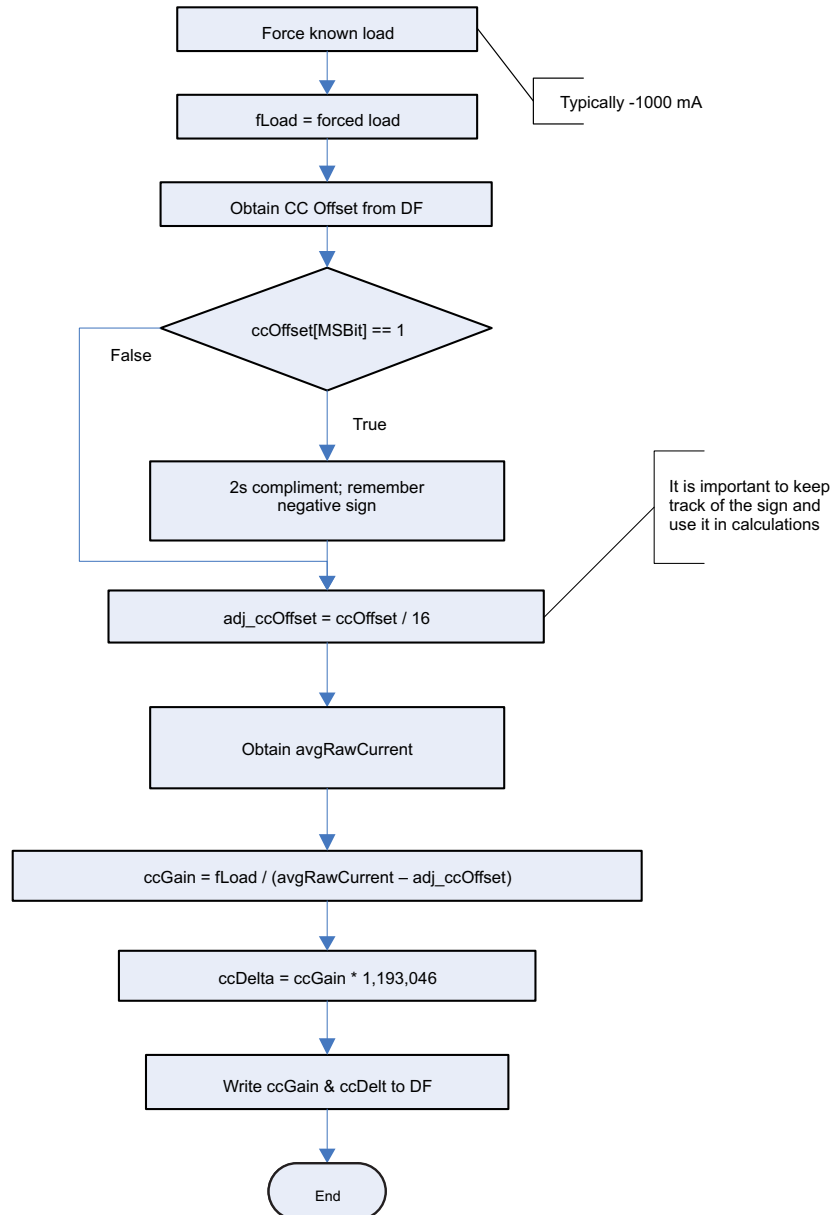 Force known load
Typically -1000 mA
fLoad = forced load
Obtain CC Offset from DF
ccOffset[MSBit] == 1
False
True
2s compliment; remember
negative sign
It is important to keep
track of the sign and
use it in calculations
adj_ccOffset = ccOffset / 16
Obtain avgRawCurrent
ccGain = fLoad / (avgRawCurrent – adj_ccOffset)
ccDelta = ccGain * 1,193,046
Write ccGain & ccDelt to DF
End